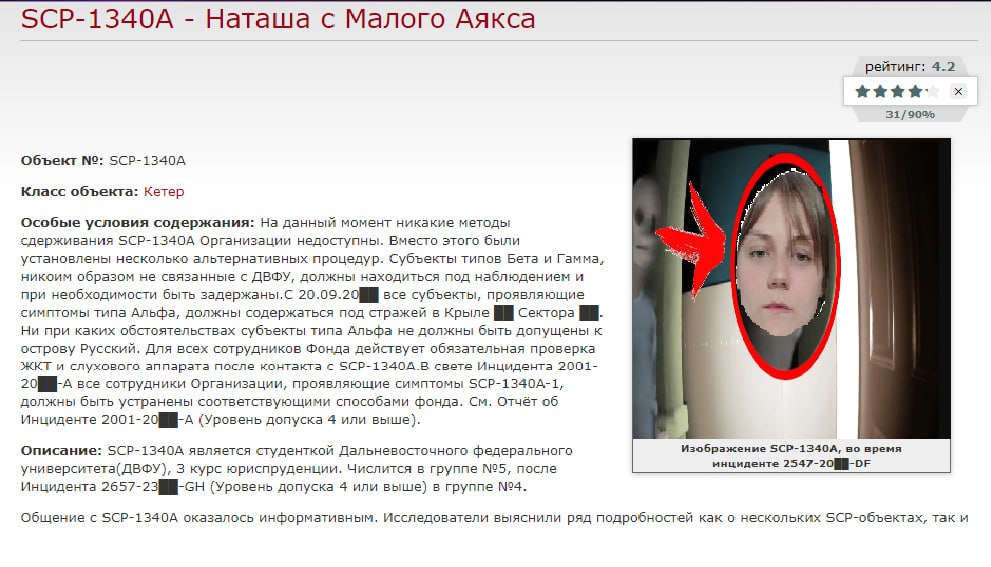 SCP-1340A - Наташа с Малого Аякса
рейтинг: 4.2
31/90%
Объект №: SCP-1340A
Класс объекта: Кетер
Особые условия содержания: На данный момент никакие методы
сдерживания SCP-1340A Организации недоступны. Вместо этого были
установлены несколько альтернативных процедур. Субъекты типов Бета и Гамма,
никоим образом не связанные с ДВФУ, должны находиться под наблюдением и
при необходимости быть задержаны.С 20.09.20██ все субъекты, проявляющие
симптомы типа Альфа, должны содержаться под стражей в Крыле ██ Сектора ██.
Ни при каких обстоятельствах субъекты типа Альфа не должны быть допущены к
острову Русский. Для всех сотрудников Фонда действует обязательная проверка
ЖКТ и слухового аппарата после контакта с SCP-1340A.В свете Инцидента 2001-
20██-A все сотрудники Организации, проявляющие симптомы SCP-1340A-1,
должны быть устранены соответствующими способами фонда. См. Отчёт об
Инциденте 2001-20██-A (Уровень допуска 4 или выше).
Изображение SCP-1340A, во время
инциденте 2547-20██-DF
Описание: SCP-1340A является студенткой Дальневосточного федерального
университета(ДВФУ), 3 курс юриспруденции. Числится в группе №5, после
Инцидента 2657-23██-GH (Уровень допуска 4 или выше) в группе №4.
Общение с SCP-1340A оказалось информативным. Исследователи выяснили ряд подробностей как о нескольких SCP-объектах, так и